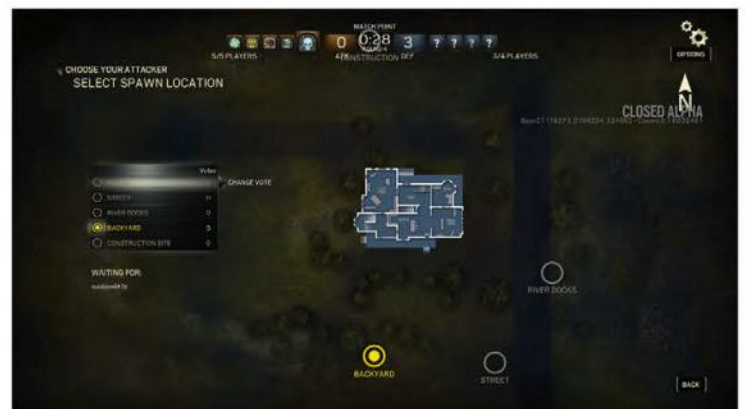 MATCH POINT
0 0:28 3 ? ? ? ?
5/5 PLAYERS ATK CONSTRUCTION DEF 3/4 PLAYERS
OPTIONS
CHOOSE YOUR ATTACKER
SELECT SPAWN LOCATION
N
CLOSED ALPHA
Votes
CHANGE VOTE
STREET 0
RIVER DOCKS 0
BACKYARD 5
CONSTRUCTION SITE 0
WAITING FOR:
RIVER DOCKS
BACKYARD
STREET
BACK